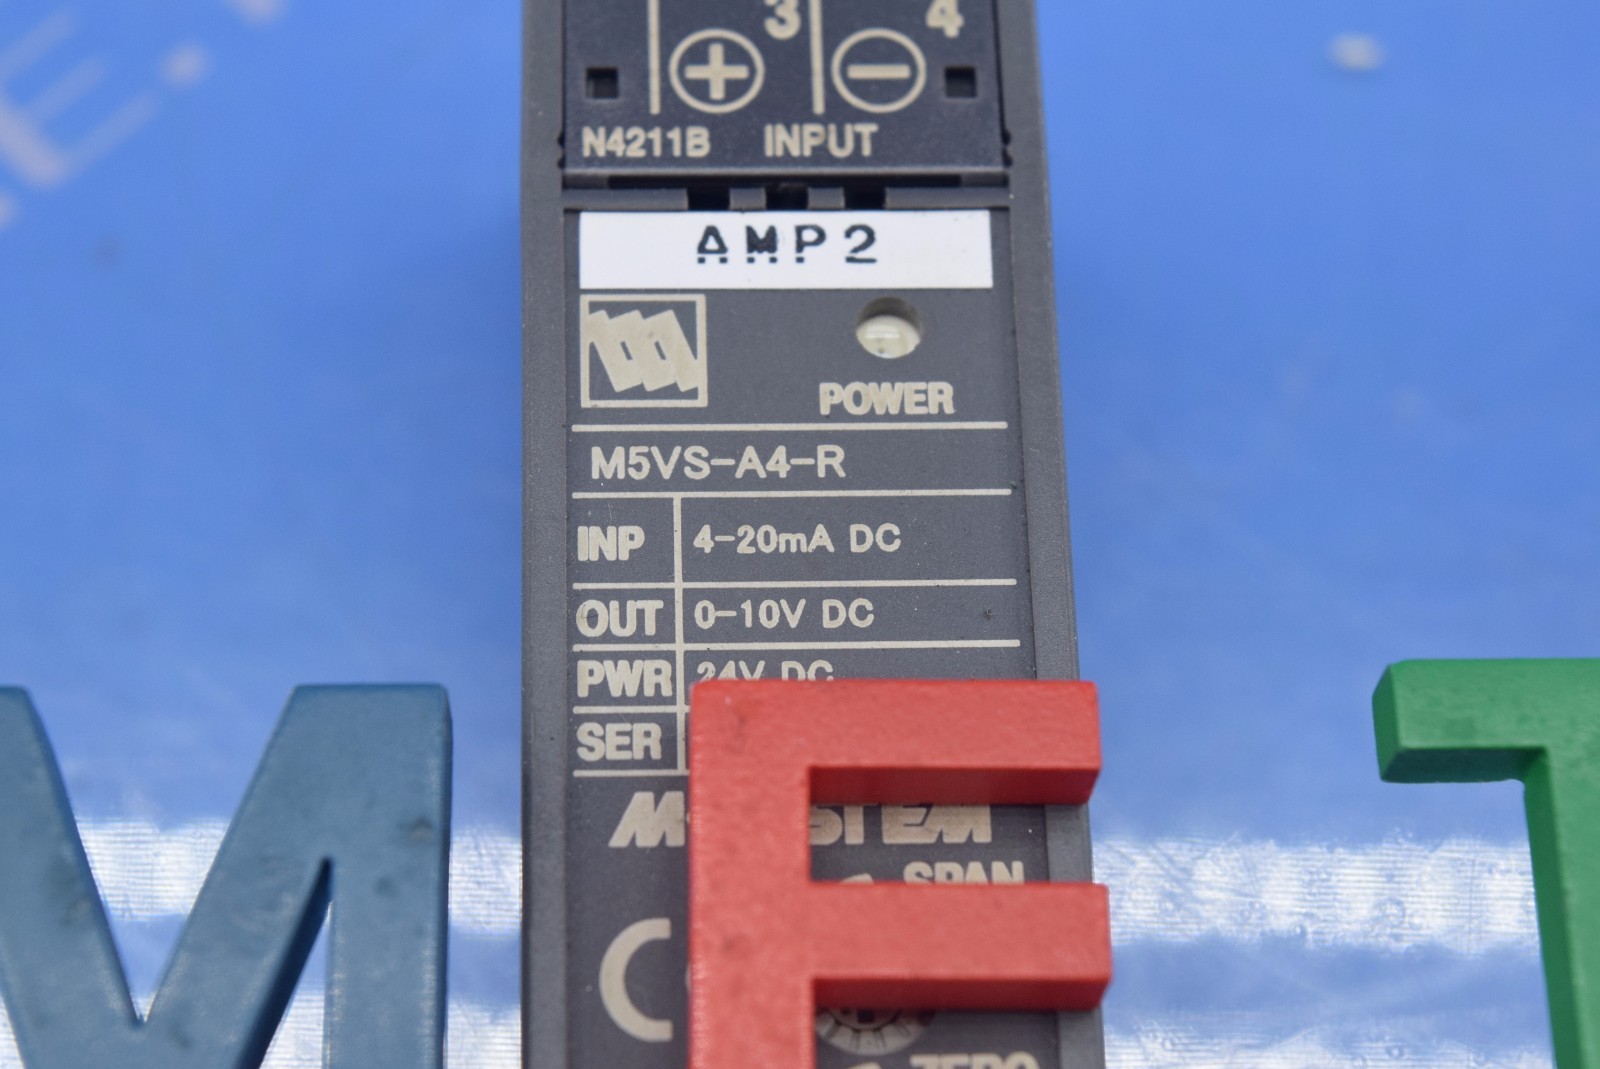 3 4
N4211B INPUT
AMP2
POWER
M5VS-A4-R
INP 4-20mA DC
OUT 0-10V DC
PWR 24V DC
SER
SPAN
ZERO
M E T